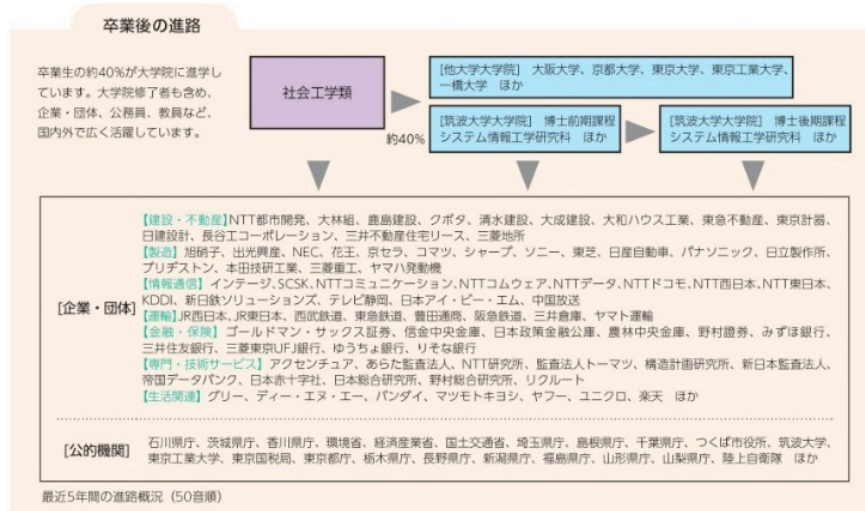 卒業後の進路
卒業生の約40%が大学院に進学し
ています。大学院修了者も含め、
企業・団体、公務員、教員など、
国内外で広く活躍しています。
社会工学類
約40%
[他大学大学院] 大阪大学、京都大学、東京大学、東京工業大学、
一橋大学 ほか
[筑波大学大学院] 博士前期課程
システム情報工学研究科 ほか
[筑波大学大学院] 博士後期課程
システム情報工学研究科 ほか
[企業・団体]
【建設・不動産】NTT都市開発、大林組、鹿島建設、クボタ、清水建設、大成建設、大和ハウス工業、東急不動産、東京計器、
日建設計、長谷工コーポレーション、三井不動産住宅リース、三菱地所
【製造】旭硝子、出光興産、NEC、花王、京セラ、コマツ、シャープ、ソニー、東芝、日産自動車、パナソニック、日立製作所、
ブリヂストン、本田技研工業、三菱重工、ヤマハ発動機
【情報通信】インテージ、SCSK、NTTコミュニケーション、NTTコムウェア、NTTデータ、NTTドコモ、NTT西日本、NTT東日本、
KDDI、新日鉄ソリューションズ、テレビ静岡、日本アイ・ビー・エム、中国放送
【運輸】JR西日本、JR東日本、西武鉄道、東急鉄道、豊田通商、阪急鉄道、三井倉庫、ヤマト運輸
【金融・保険】ゴールドマン・サックス証券、信金中央金庫、日本政策金融公庫、農林中央金庫、野村證券、みずほ銀行、
三井住友銀行、三菱東京UFJ銀行、ゆうちょ銀行、りそな銀行
【専門・技術サービス】アクセンチュア、あらた監査法人、NTT研究所、監査法人トーマツ、構造計画研究所、新日本監査法人、
帝国データバンク、日本赤十字社、日本総合研究所、野村総合研究所、リクルート
【生活関連】グリー、ディー・エヌ・エー、バンダイ、マツモトキヨシ、ヤフー、ユニクロ、楽天 ほか
[公的機関]
石川県庁、茨城県庁、香川県庁、環境省、経済産業省、国土交通省、埼玉県庁、島根県庁、千葉県庁、つくば市役所、筑波大学、
東京工業大学、東京国税局、東京都庁、栃木県庁、長野県庁、新潟県庁、福島県庁、山形県庁、山梨県庁、陸上自衛隊 ほか
最近5年間の進路概況（50音順）